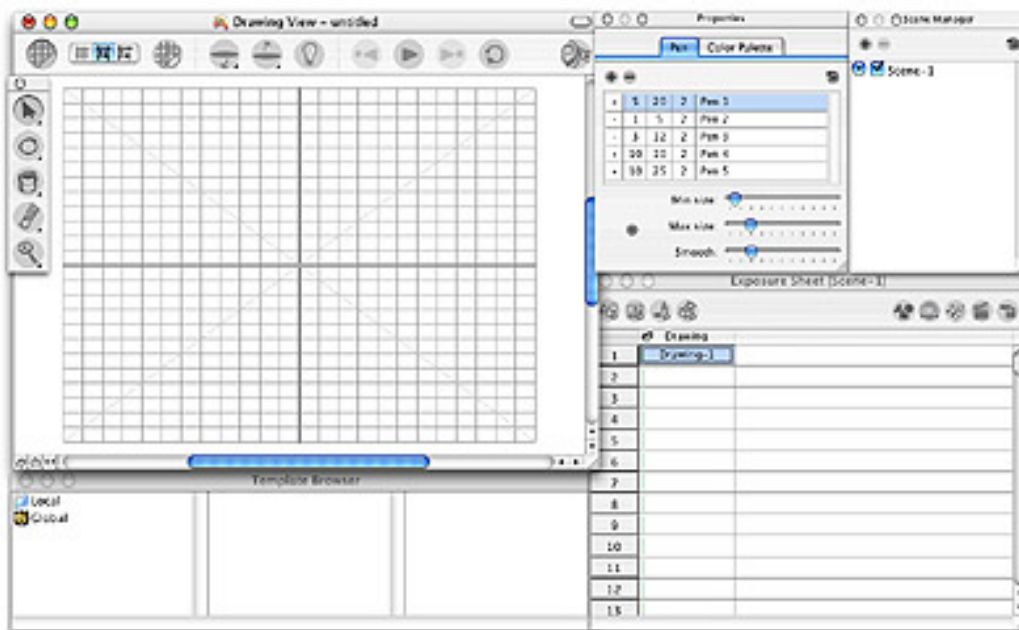 Drawing View - untitled
Properties
Scene Manager
Pen Color Palette
Scene-1
5 20 2 Pen 1
1 5 2 Pen 2
3 12 2 Pen 3
10 10 2 Pen 4
10 25 2 Pen 5
Min size
Max size
Smooth
Exposure Sheet [Scene-1]
Drawing
1 Drawing-1
2
3
4
5
6
7
8
9
10
11
12
13
Template Browser
Local
Global